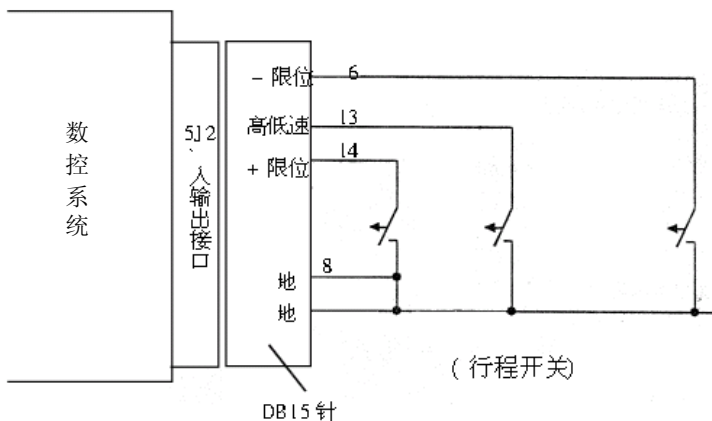 数控系统
5J2、入输出接口
－限位 6
高低速 13
＋限位 14
地 8
地
(行程开关)
DB15针